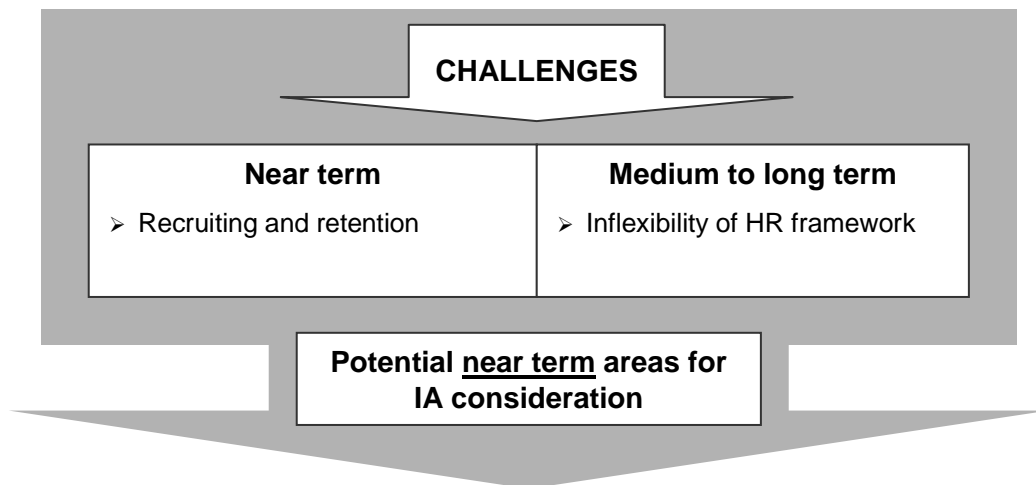 CHALLENGES
Near term
➢ Recruiting and retention
Medium to long term
➢ Inflexibility of HR framework
Potential near term areas for
IA consideration